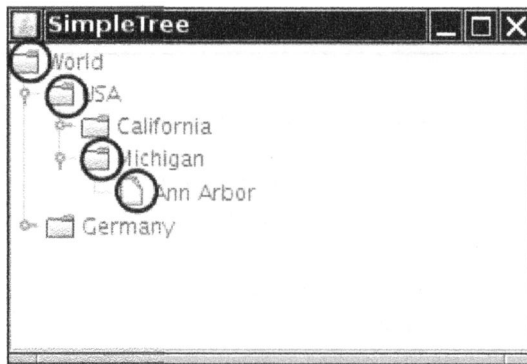 SimpleTree
World
USA
California
Michigan
Ann Arbor
Germany